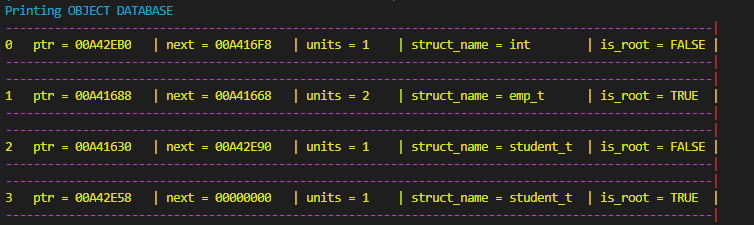 Printing OBJECT DATABASE
-----------------------------------------------------------------------------------------------|
0   ptr = 00A42EB0   | next = 00A416F8   | units = 1    | struct_name = int        | is_root = FALSE |
-----------------------------------------------------------------------------------------------|
-----------------------------------------------------------------------------------------------|
1   ptr = 00A41688   | next = 00A41668   | units = 2    | struct_name = emp_t      | is_root = TRUE  |
-----------------------------------------------------------------------------------------------|
-----------------------------------------------------------------------------------------------|
2   ptr = 00A41630   | next = 00A42E90   | units = 1    | struct_name = student_t  | is_root = FALSE |
-----------------------------------------------------------------------------------------------|
-----------------------------------------------------------------------------------------------|
3   ptr = 00A42E58   | next = 00000000   | units = 1    | struct_name = student_t  | is_root = TRUE  |
-----------------------------------------------------------------------------------------------|